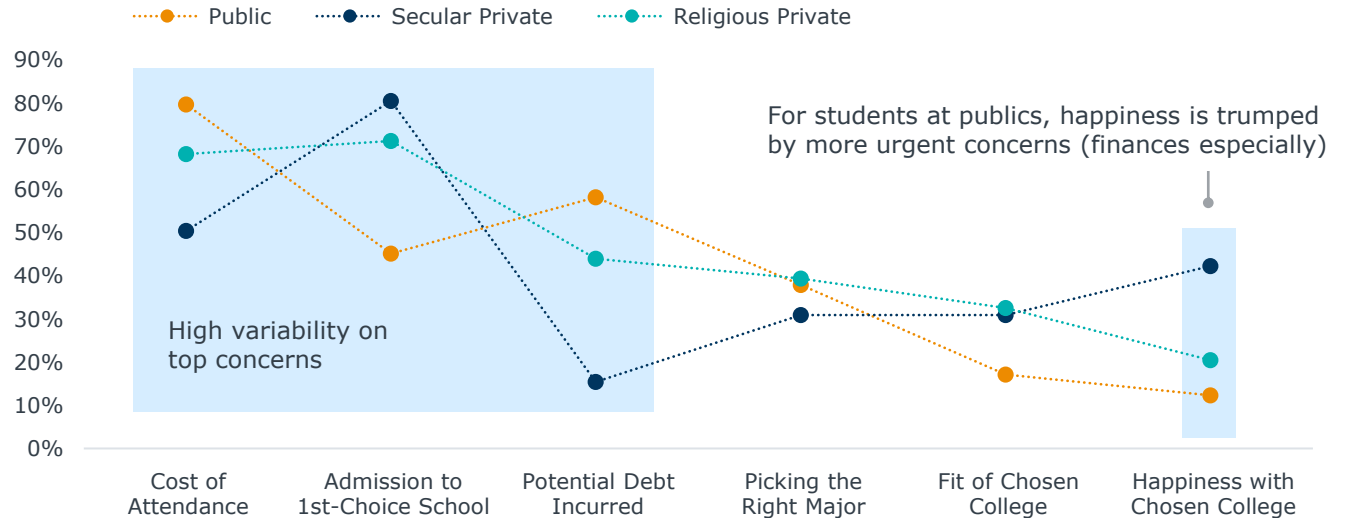 Public Secular Private Religious Private
90%
80%
70%
60%
50%
40%
30%
20%
10%
0%
For students at publics, happiness is trumped
by more urgent concerns (finances especially)
High variability on
top concerns
Cost of
Attendance
Admission to
1st-Choice School
Potential Debt
Incurred
Picking the
Right Major
Fit of Chosen
College
Happiness with
Chosen College